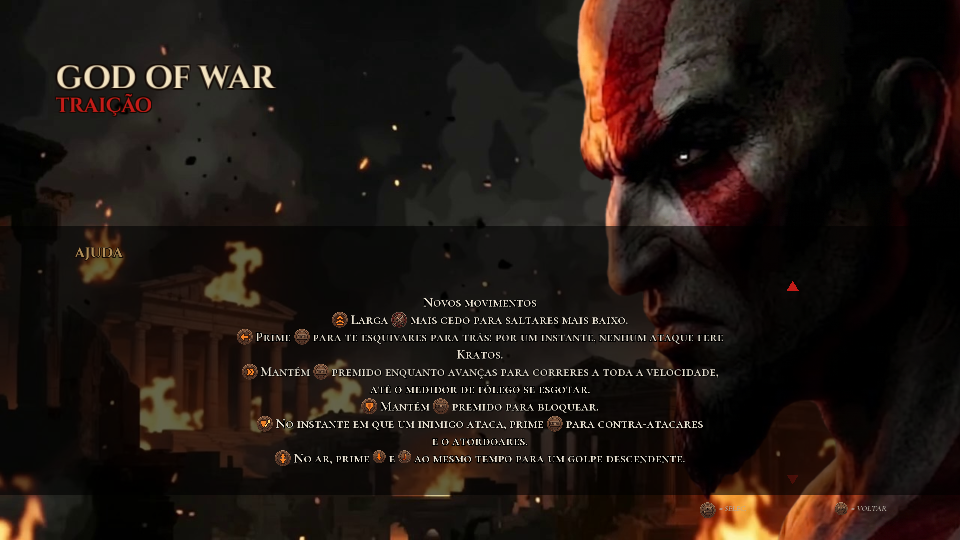 GOD OF WAR
TRAIÇÃO
AJUDA
NOVOS MOVIMENTOS
LARGA MAIS CEDO PARA SALTARES MAIS BAIXO.
PRIME PARA TE ESQUIVARES PARA TRÁS: POR UM INSTANTE, NENHUM ATAQUE FERE
KRATOS.
MANTÉM PREMIDO ENQUANTO AVANÇAS PARA CORRERES A TODA A VELOCIDADE,
ATÉ O MEDIDOR DE FÔLEGO SE ESGOTAR.
MANTÉM PREMIDO PARA BLOQUEAR.
NO INSTANTE EM QUE UM INIMIGO ATACA, PRIME PARA CONTRA-ATACARES
E O ATORDOARES.
NO AR, PRIME E AO MESMO TEMPO PARA UM GOLPE DESCENDENTE.
- VOLTAR